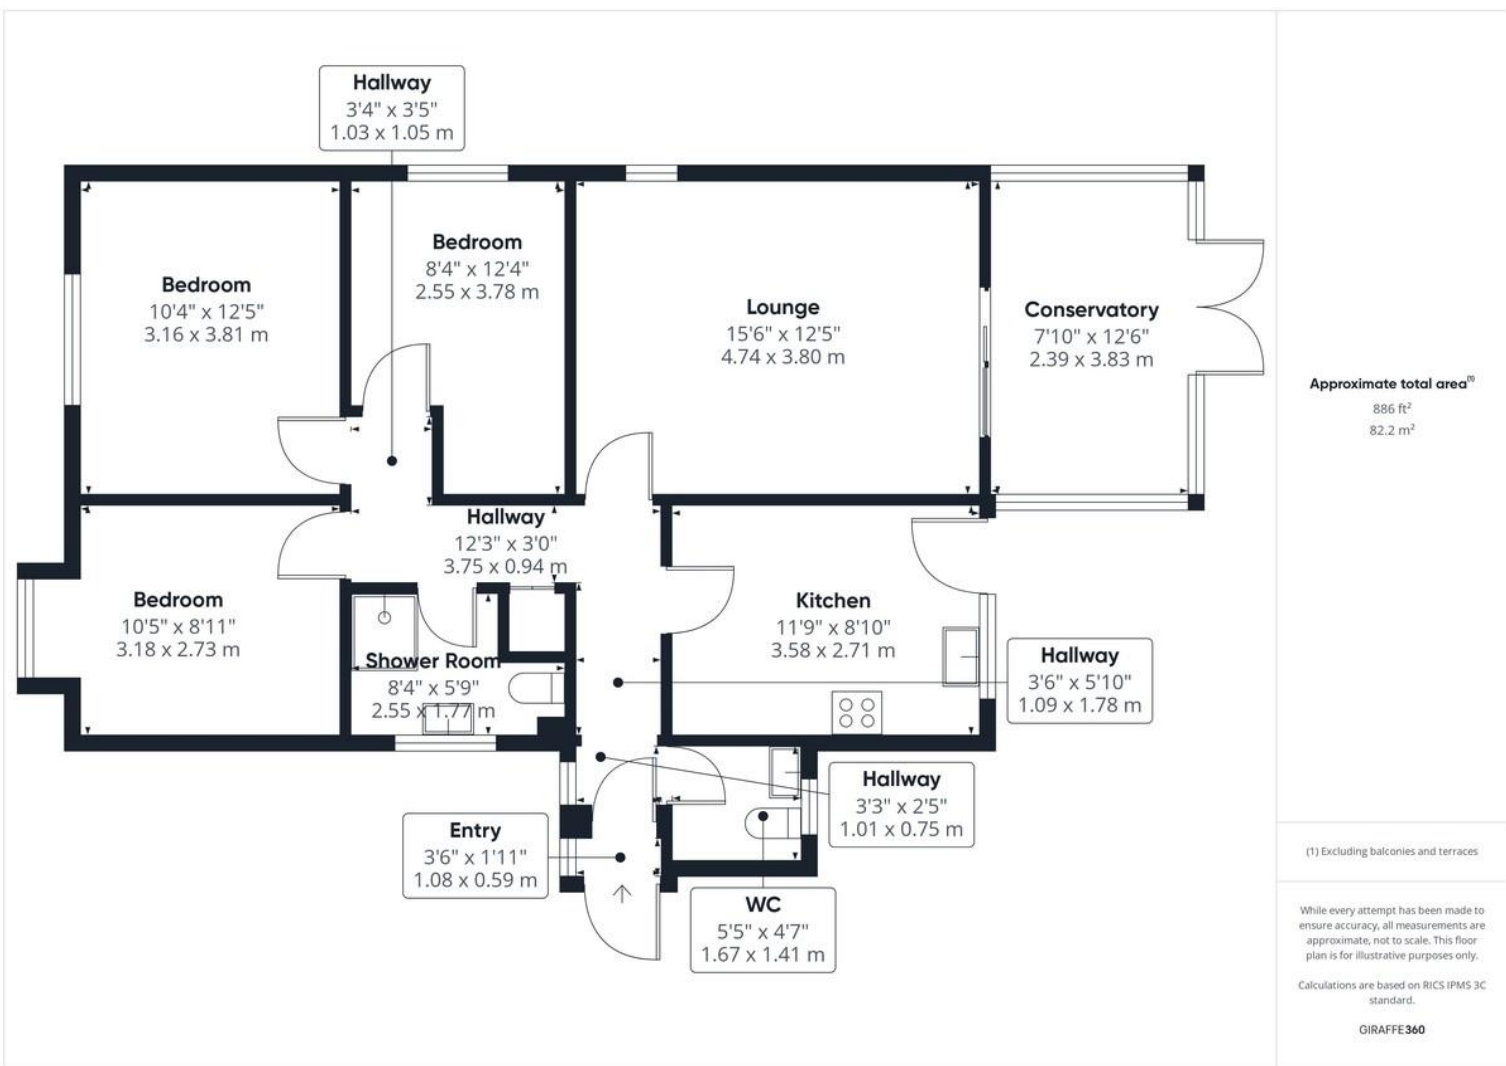 Hallway
3'4" x 3'5"
1.03 x 1.05 m
Bedroom
10'4" x 12'5"
3.16 x 3.81 m
Bedroom
8'4" x 12'4"
2.55 x 3.78 m
Lounge
15'6" x 12'5"
4.74 x 3.80 m
Conservatory
7'10" x 12'6"
2.39 x 3.83 m
Hallway
12'3" x 3'0"
3.75 x 0.94 m
Bedroom
10'5" x 8'11"
3.18 x 2.73 m
Shower Room
8'4" x 5'9"
2.55 x 1.77 m
Kitchen
11'9" x 8'10"
3.58 x 2.71 m
Hallway
3'6" x 5'10"
1.09 x 1.78 m
Hallway
3'3" x 2'5"
1.01 x 0.75 m
Entry
3'6" x 1'11"
1.08 x 0.59 m
WC
5'5" x 4'7"
1.67 x 1.41 m
Approximate total area(1)
886 ft²
82.2 m²
(1) Excluding balconies and terraces
While every attempt has been made to
ensure accuracy, all measurements are
approximate, not to scale. This floor
plan is for illustrative purposes only.
Calculations are based on RICS IPMS 3C
standard.
GIRAFFE360